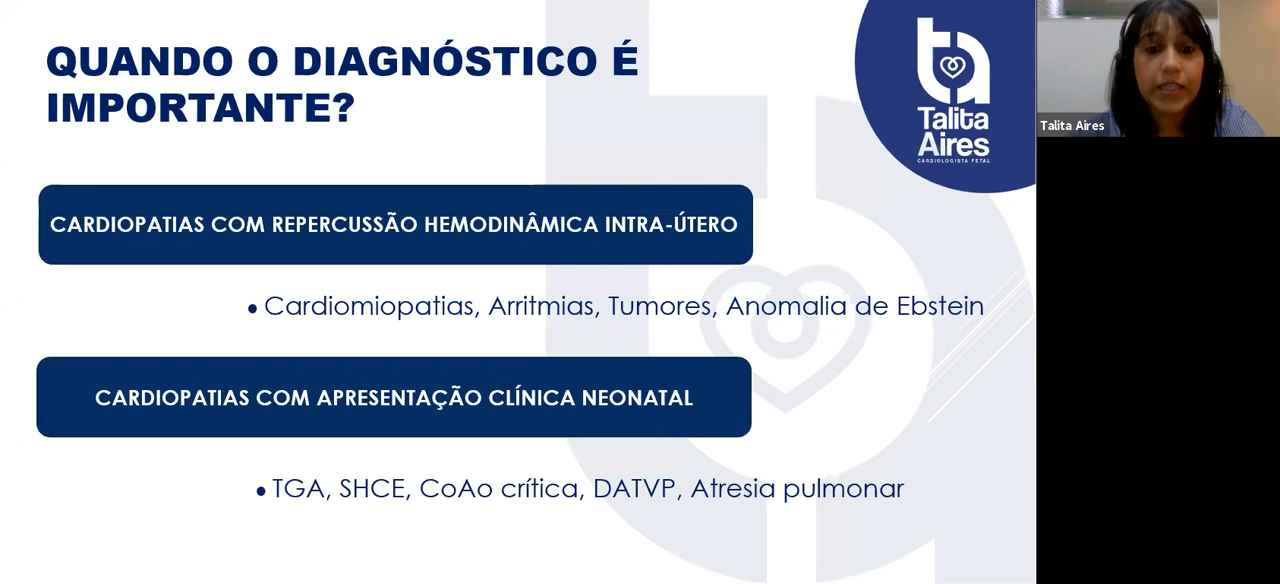 QUANDO O DIAGNÓSTICO É
IMPORTANTE?
Talita
Aires
CARDIOLOGISTA FETAL
Talita Aires
CARDIOPATIAS COM REPERCUSSÃO HEMODINÂMICA INTRA-ÚTERO
• Cardiomiopatias, Arritmias, Tumores, Anomalia de Ebstein
CARDIOPATIAS COM APRESENTAÇÃO CLÍNICA NEONATAL
• TGA, SHCE, CoAo crítica, DATVP, Atresia pulmonar